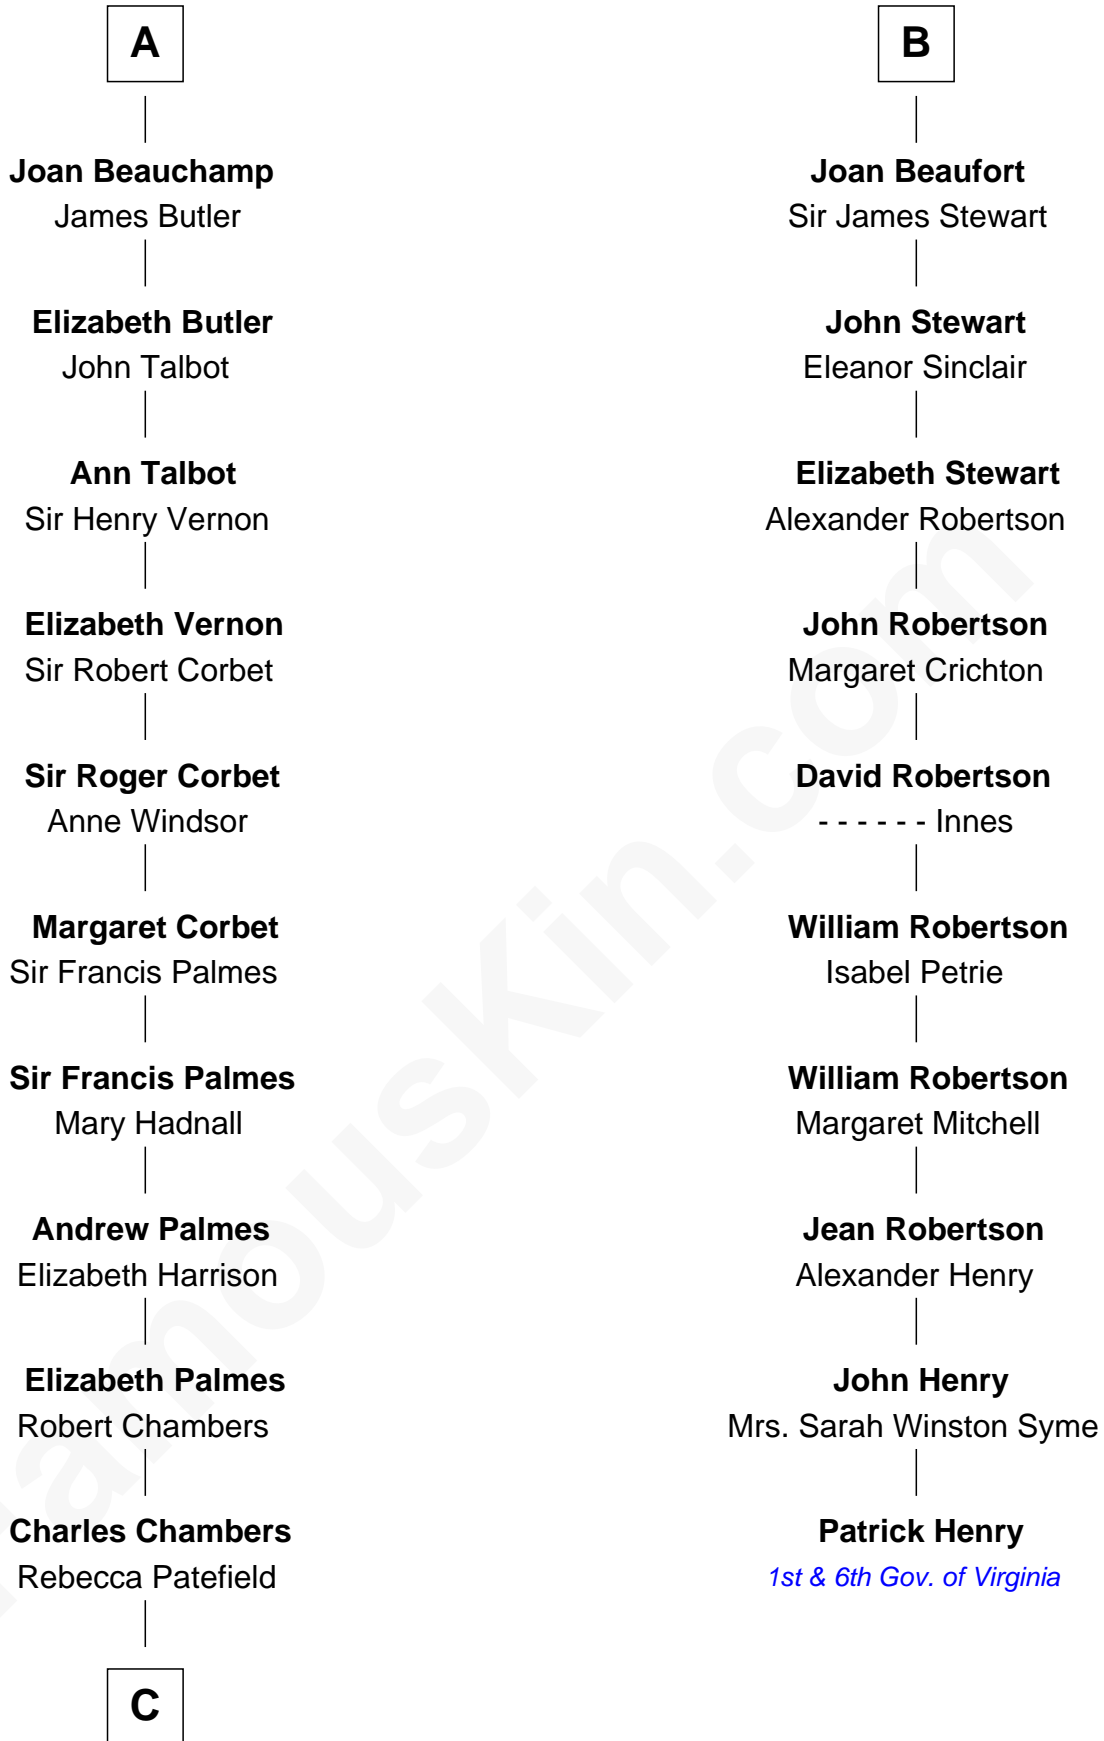 A
Joan Beauchamp
James Butler
Elizabeth Butler
John Talbot
Ann Talbot
Sir Henry Vernon
Elizabeth Vernon
Sir Robert Corbet
Sir Roger Corbet
Anne Windsor
Margaret Corbet
Sir Francis Palmes
Sir Francis Palmes
Mary Hadnall
Andrew Palmes
Elizabeth Harrison
Elizabeth Palmes
Robert Chambers
Charles Chambers
Rebecca Patefield
C
B
Joan Beaufort
Sir James Stewart
John Stewart
Eleanor Sinclair
Elizabeth Stewart
Alexander Robertson
John Robertson
Margaret Crichton
David Robertson
- - - - - - Innes
William Robertson
Isabel Petrie
William Robertson
Margaret Mitchell
Jean Robertson
Alexander Henry
John Henry
Mrs. Sarah Winston Syme
Patrick Henry
1st & 6th Gov. of Virginia
FamousKin.com